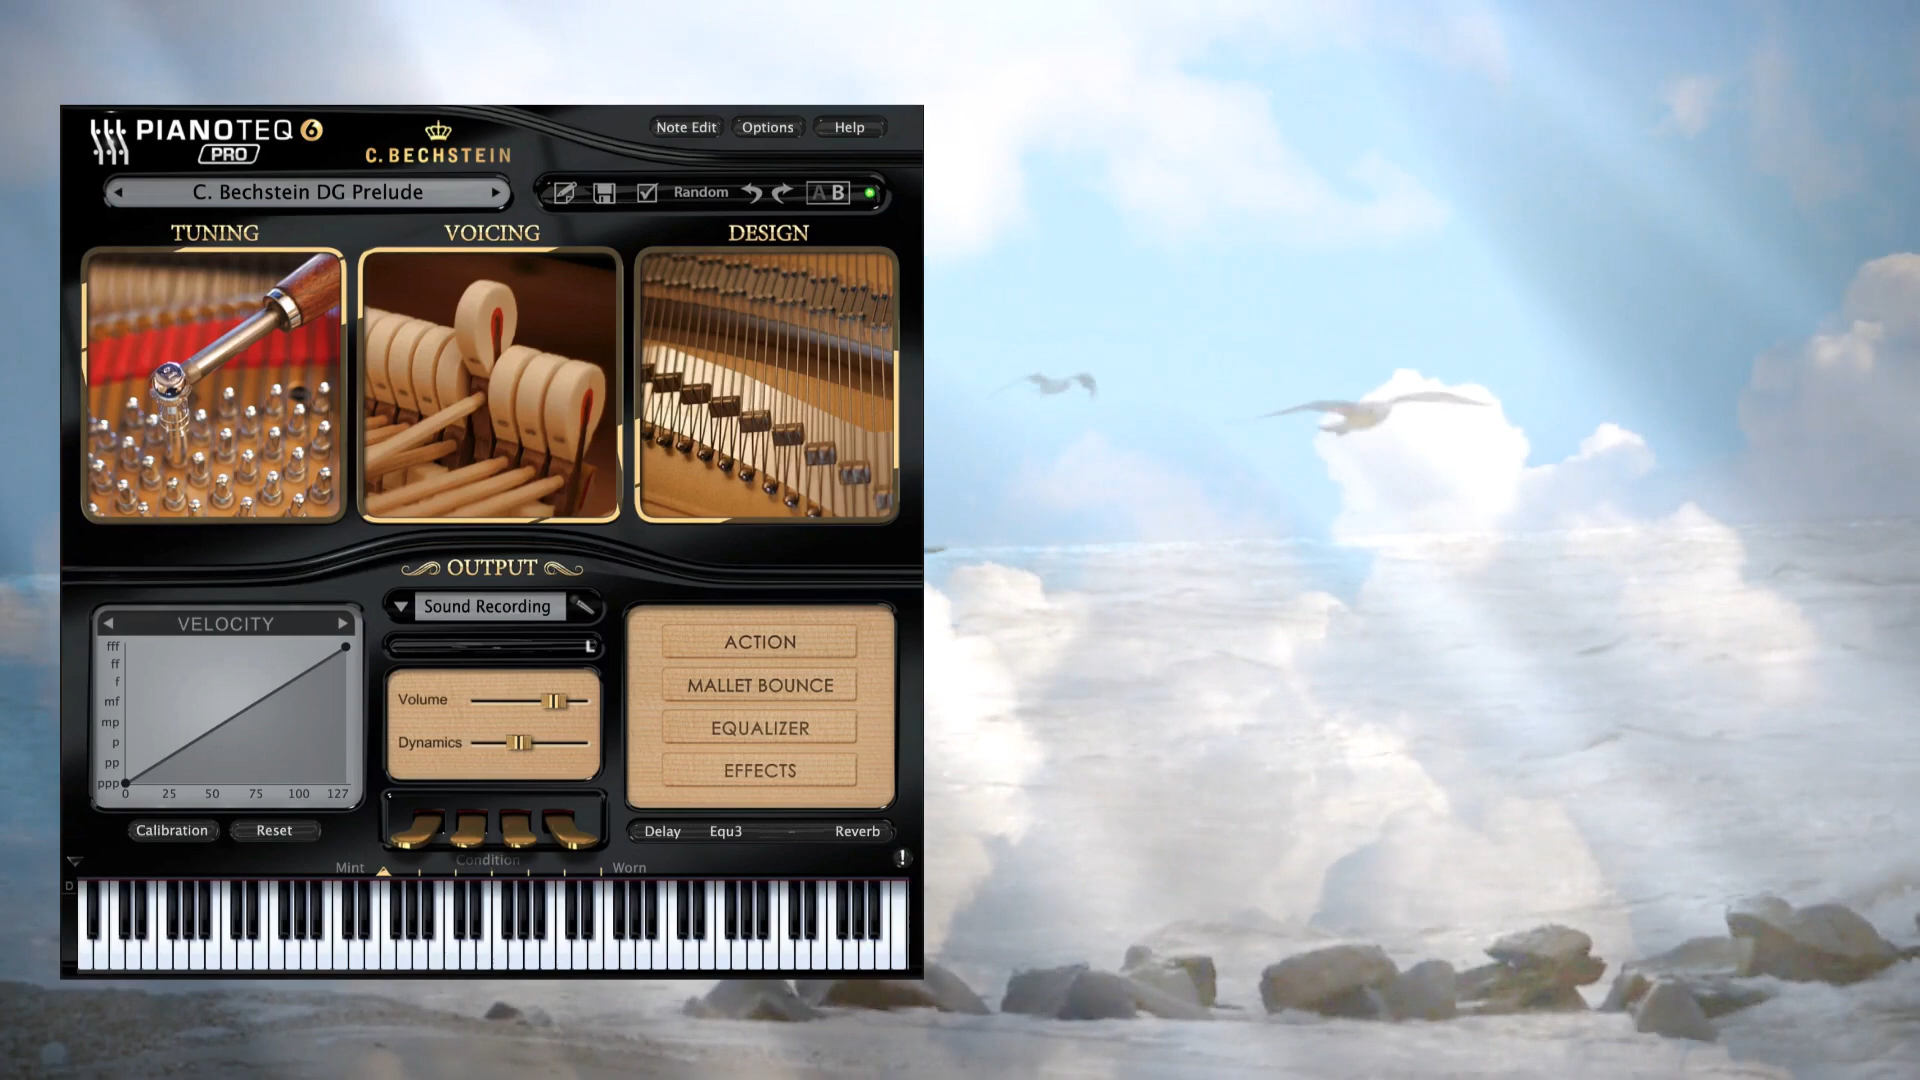 PIANOTEQ 6
PRO
C. BECHSTEIN
Note Edit Options Help
C. Bechstein DG Prelude
Random A B
TUNING VOICING DESIGN
OUTPUT
Sound Recording
VELOCITY
fff
ff
f
mf
mp
p
pp
ppp
0 25 50 75 100 127
Calibration Reset
L
Volume
Dynamics
ACTION
MALLET BOUNCE
EQUALIZER
EFFECTS
Delay Equ3 – Reverb
Mint Condition Worn
!
D